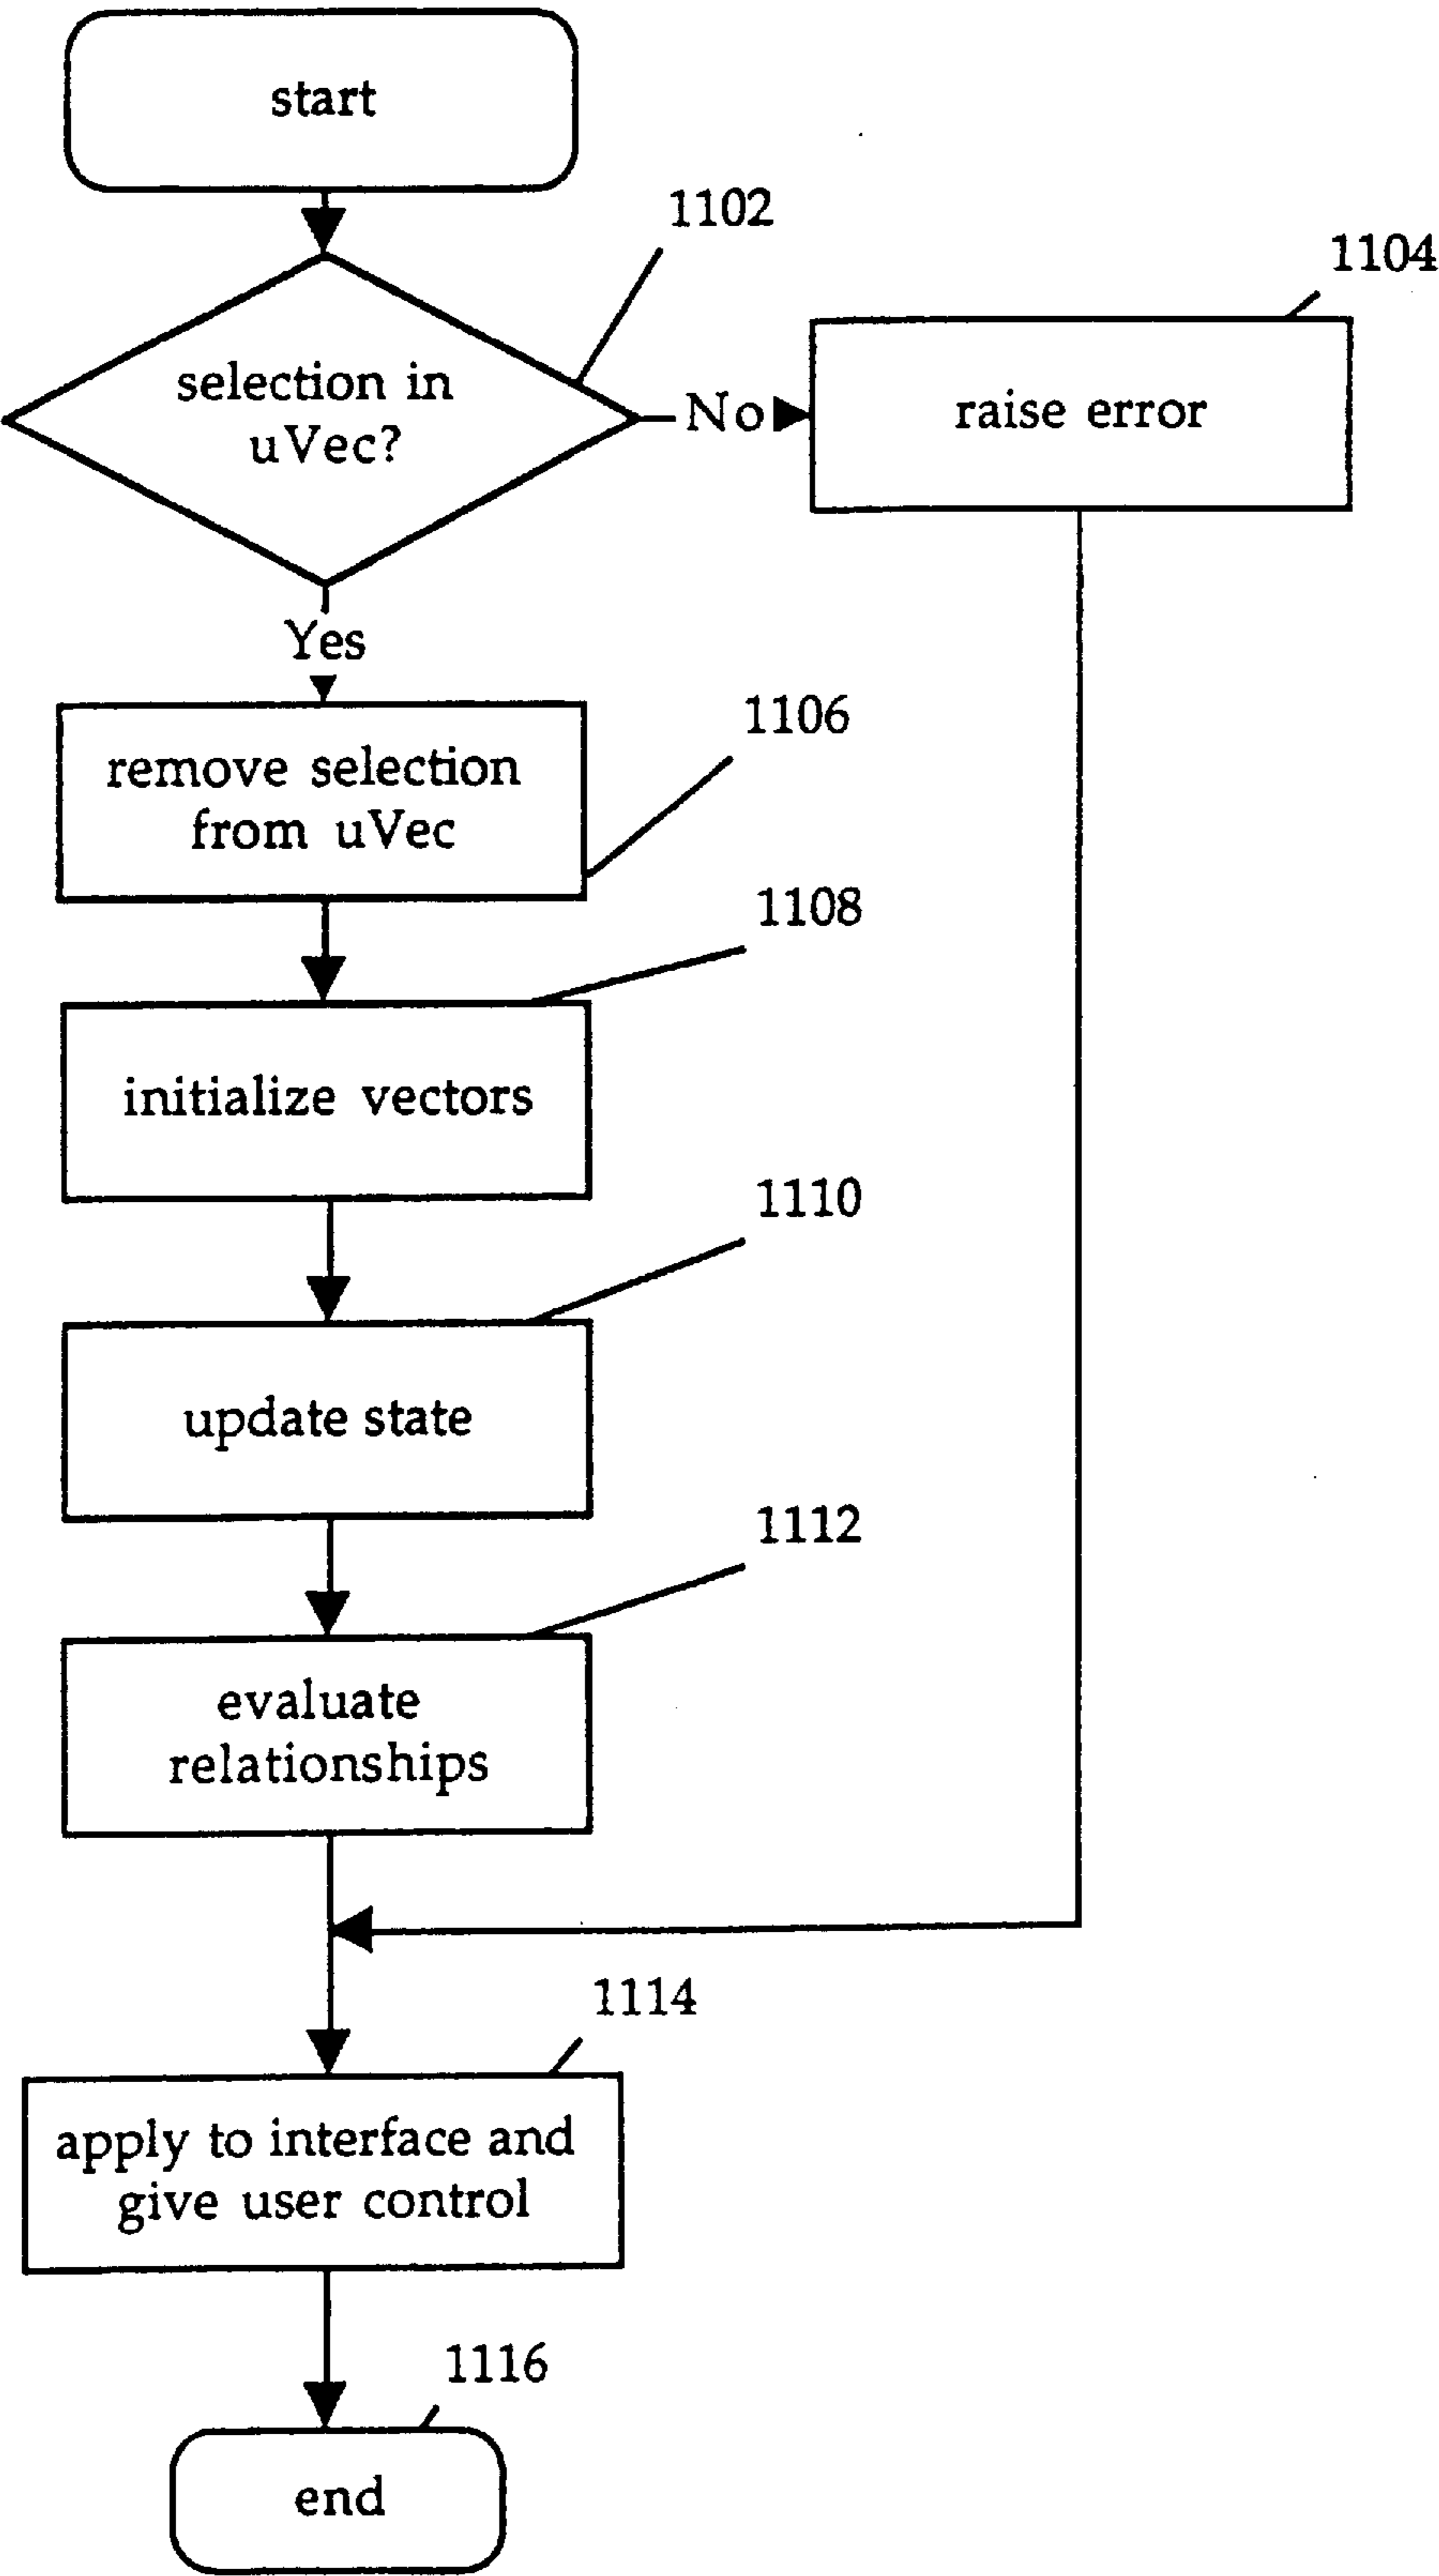 start
1102
1104
selection in
uVec?
No
raise error
Yes
1106
remove selection
from uVec
1108
initialize vectors
1110
update state
1112
evaluate
relationships
1114
apply to interface and
give user control
1116
end